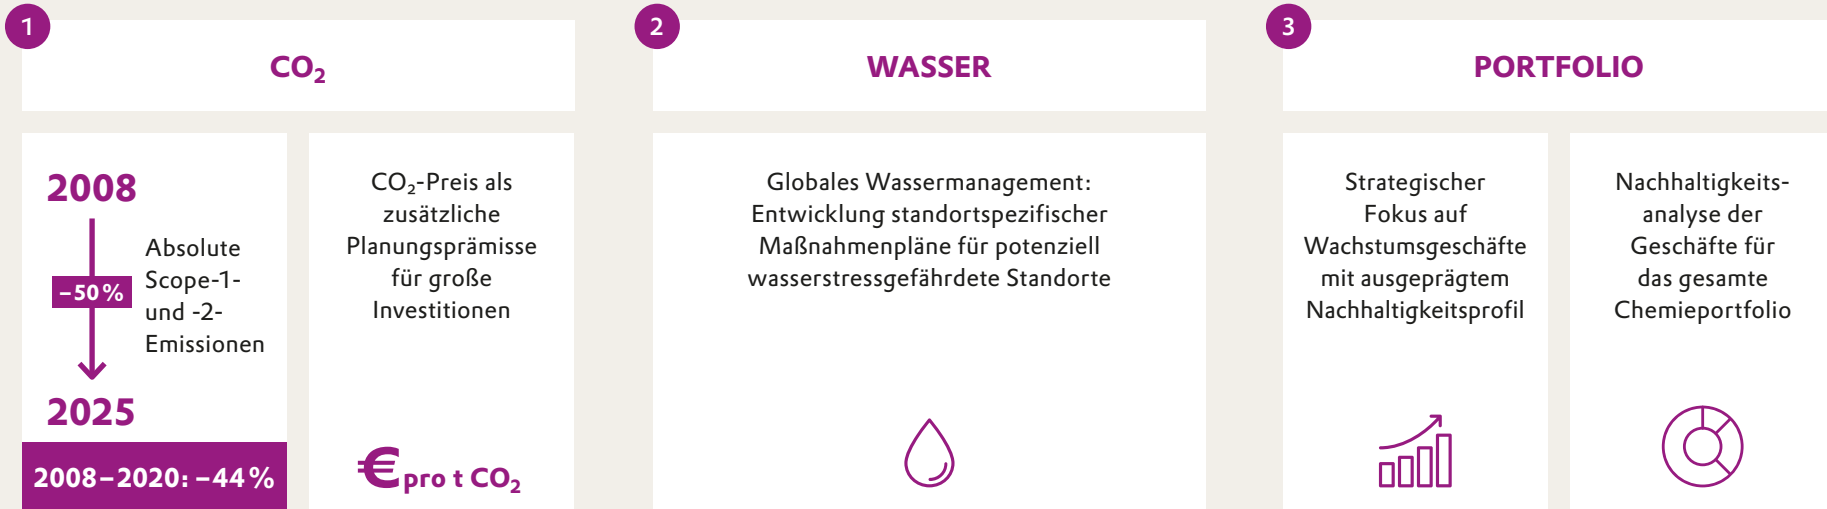 1
CO₂
2008
Absolute
Scope-1-
und -2-
Emissionen
–50 %
2025
2008–2020: –44 %
CO₂-Preis als
zusätzliche
Planungsprämisse
für große
Investitionen
€ pro t CO₂
2
WASSER
Globales Wassermanagement:
Entwicklung standortspezifischer
Maßnahmenpläne für potenziell
wasserstressgefährdete Standorte
3
PORTFOLIO
Strategischer
Fokus auf
Wachstumsgeschäfte
mit ausgeprägtem
Nachhaltigkeitsprofil
Nachhaltigkeits-
analyse der
Geschäfte für
das gesamte
Chemieportfolio